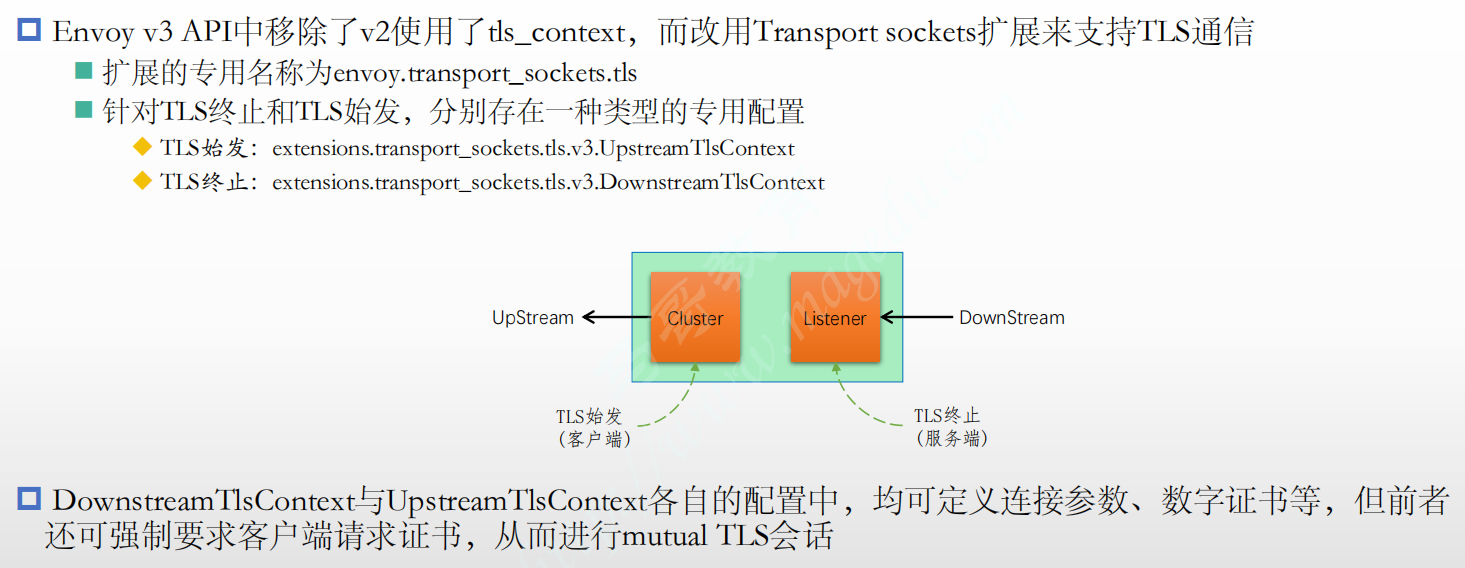 Envoy v3 API中移除了v2使用了tls_context，而改用Transport sockets扩展来支持TLS通信
扩展的专用名称为envoy.transport_sockets.tls
针对TLS终止和TLS始发，分别存在一种类型的专用配置
TLS始发：extensions.transport_sockets.tls.v3.UpstreamTlsContext
TLS终止：extensions.transport_sockets.tls.v3.DownstreamTlsContext
UpStream
Cluster
Listener
DownStream
TLS始发
（客户端）
TLS终止
（服务端）
DownstreamTlsContext与UpstreamTlsContext各自的配置中，均可定义连接参数、数字证书等，但前者
还可强制要求客户端请求证书，从而进行mutual TLS会话